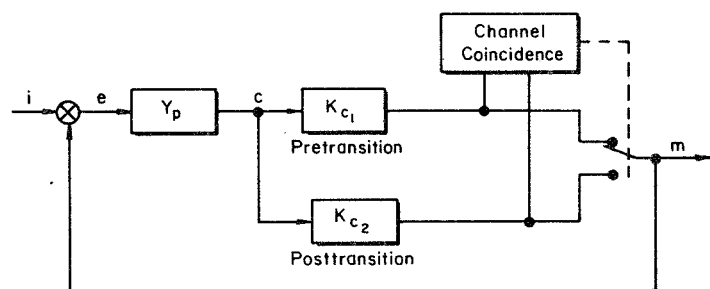 Channel
Coincidence
i
e
Yp
c
Kc1
Pretransition
m
Kc2
Posttransition